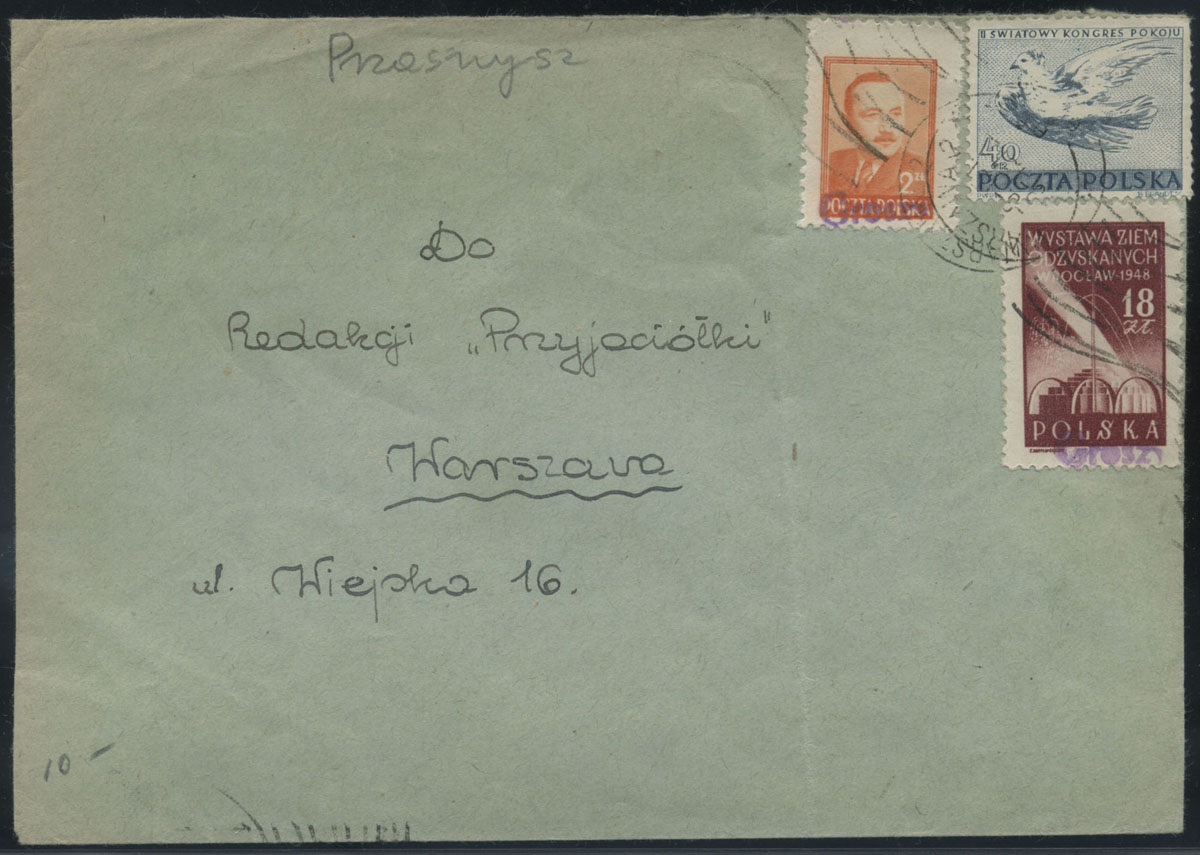 Przasnysz
Do
Redakcji „Przyjaciółki"
Warszawa
ul. Wiejska 16.
10 -
2 zł
POCZTA POLSKA
II ŚWIATOWY KONGRES POKOJU
40
POCZTA POLSKA
WYSTAWA ZIEM
ODZYSKANYCH
WROCŁAW-1948
18
zł.
POLSKA